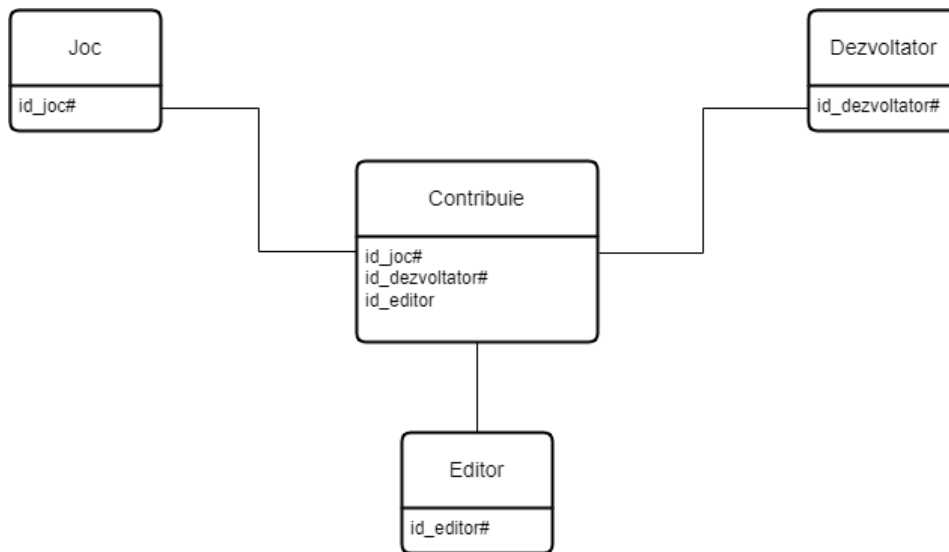 Joc
id_joc#
Dezvoltator
id_dezvoltator#
Contribuie
id_joc#
id_dezvoltator#
id_editor
Editor
id_editor#